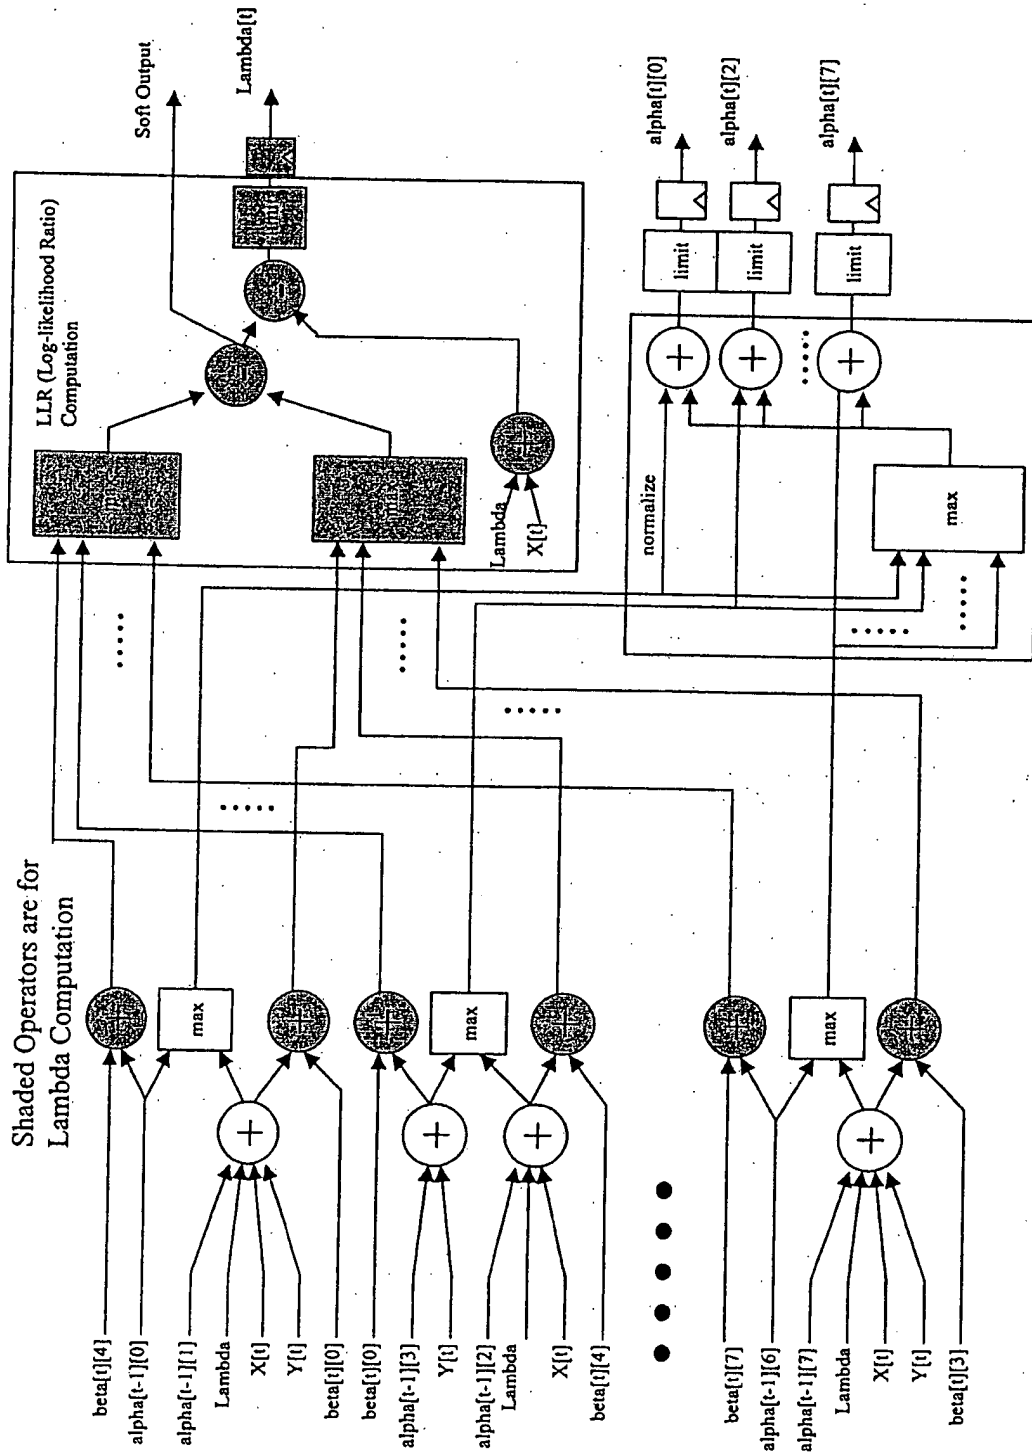 Shaded Operators are for
Lambda Computation
beta[t][4]
alpha[t-1][0]
alpha[t-1][1]
Lambda
X[t]
Y[t]
beta[t][0]
beta[t][0]
alpha[t-1][3]
Y[t]
alpha[t-1][2]
Lambda
X[t]
beta[t][4]
beta[t][7]
alpha[t-1][6]
alpha[t-1][7]
Lambda
X[t]
Y[t]
beta[t][3]
+
+
+
+
+
max
+
+
max
+
+
max
+
LLR (Log-likelihood Ratio)
Computation
max
Lambda
X[t]
+
-
-
limit
Soft Output
Lambda[t]
normalize
max
+
+
+
limit
limit
limit
alpha[t][0]
alpha[t][2]
alpha[t][7]